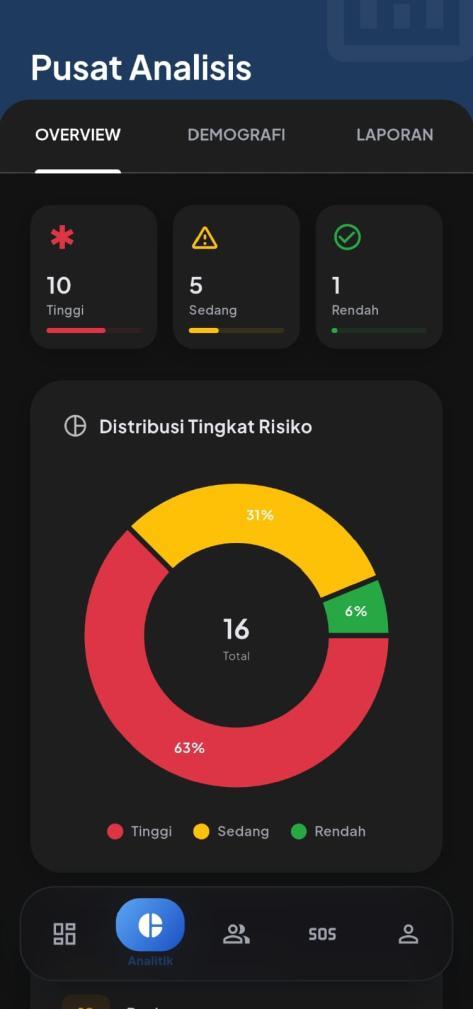 Pusat Analisis
OVERVIEW DEMOGRAFI LAPORAN
10 5 1
Tinggi Sedang Rendah
Distribusi Tingkat Risiko
31%
6%
16
Total
63%
Tinggi Sedang Rendah
SOS
Analitik